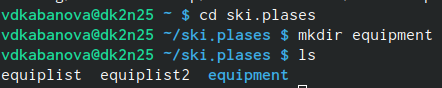 vdkabanova@dk2n25 ~ $ cd ski.plases
vdkabanova@dk2n25 ~/ski.plases $ mkdir equipment
vdkabanova@dk2n25 ~/ski.plases $ ls
equiplist  equiplist2  equipment